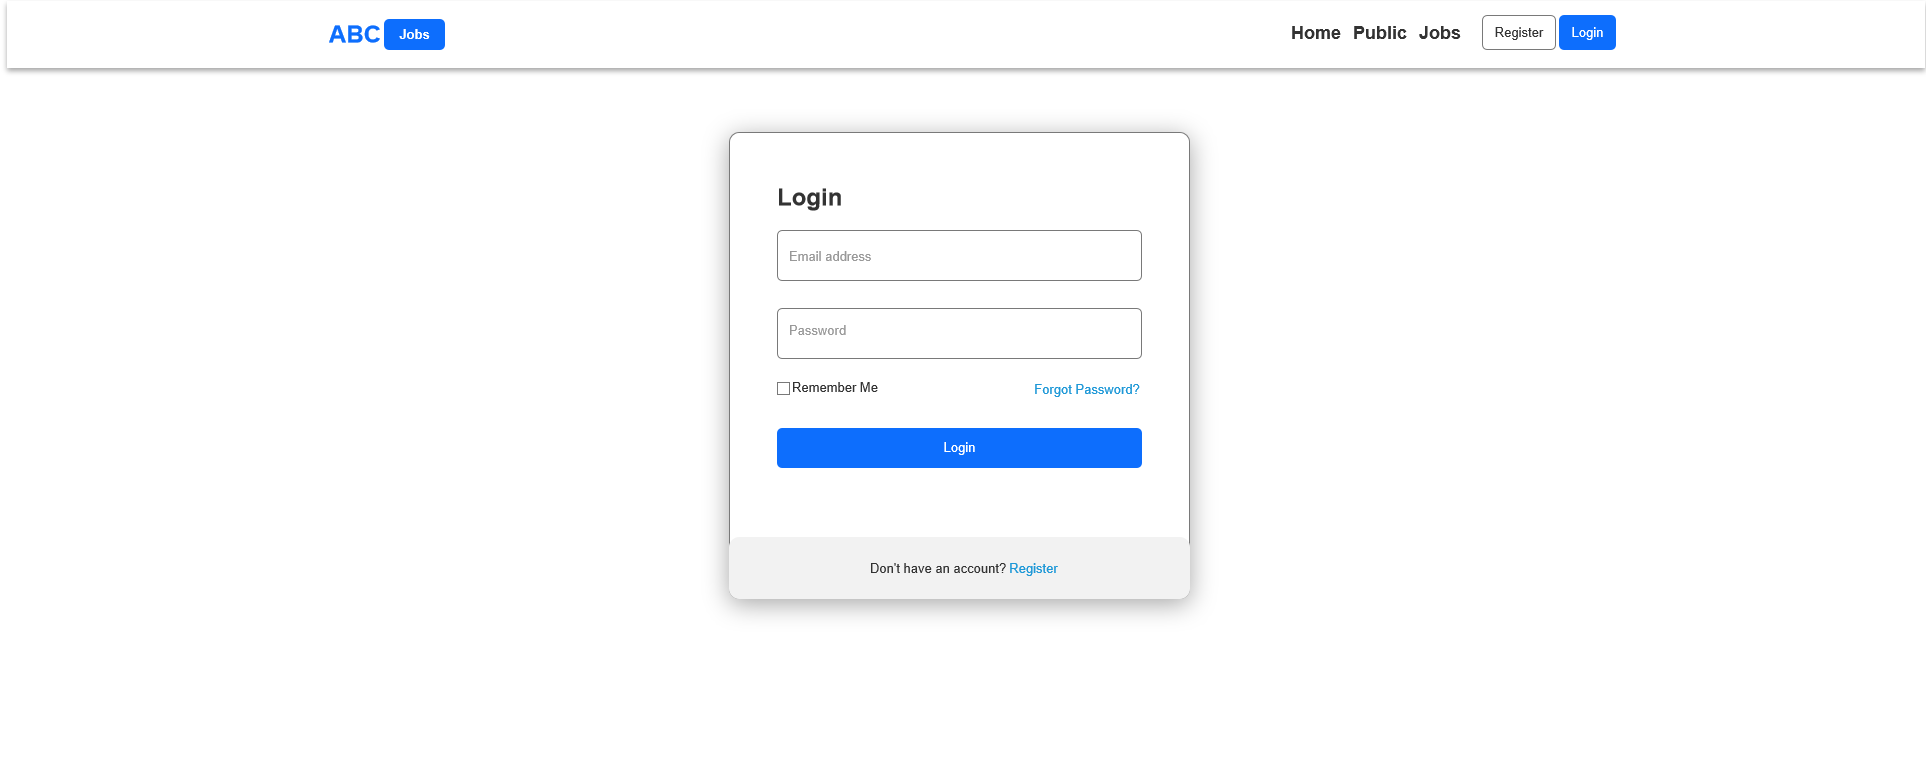 ABC Jobs Home Public Jobs Register Login
Login
Email address
Password
Remember Me Forgot Password?
Login
Don't have an account? Register